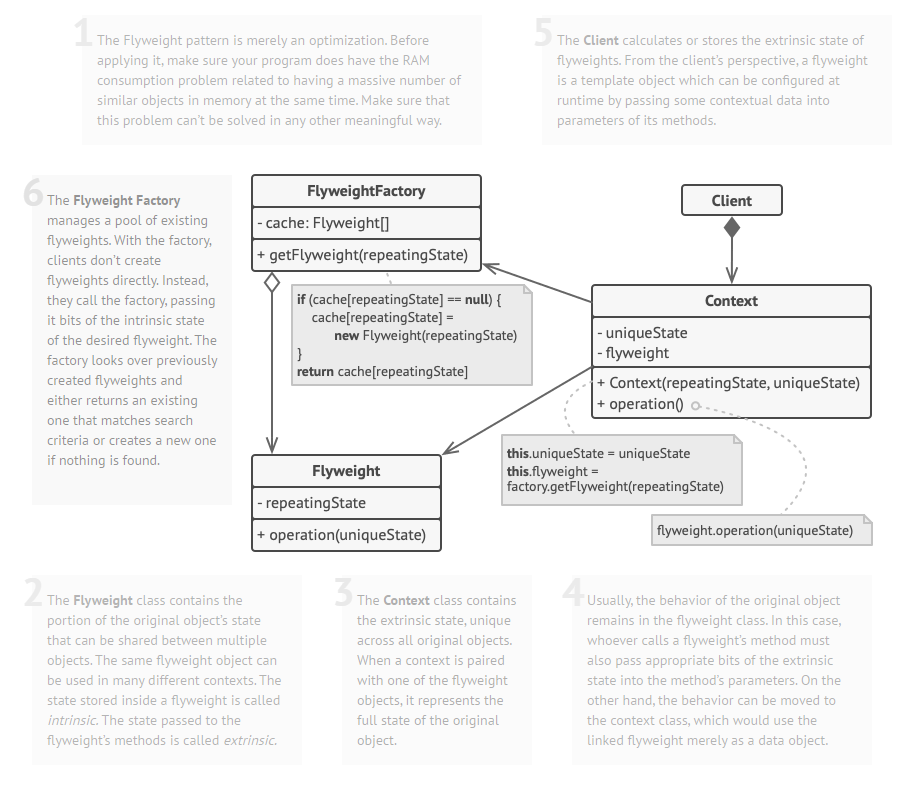 1
The Flyweight pattern is merely an optimization. Before
applying it, make sure your program does have the RAM
consumption problem related to having a massive number of
similar objects in memory at the same time. Make sure that
this problem can't be solved in any other meaningful way.
5
The Client calculates or stores the extrinsic state of
flyweights. From the client's perspective, a flyweight
is a template object which can be configured at
runtime by passing some contextual data into
parameters of its methods.
6
The Flyweight Factory
manages a pool of existing
flyweights. With the factory,
clients don't create
flyweights directly. Instead,
they call the factory, passing
it bits of the intrinsic state
of the desired flyweight. The
factory looks over previously
created flyweights and
either returns an existing
one that matches search
criteria or creates a new one
if nothing is found.
FlyweightFactory
- cache: Flyweight[]
+ getFlyweight(repeatingState)
if (cache[repeatingState] == null) {
cache[repeatingState] =
new Flyweight(repeatingState)
}
return cache[repeatingState]
Client
Context
- uniqueState
- flyweight
+ Context(repeatingState, uniqueState)
+ operation()
this.uniqueState = uniqueState
this.flyweight =
factory.getFlyweight(repeatingState)
flyweight.operation(uniqueState)
Flyweight
- repeatingState
+ operation(uniqueState)
2
The Flyweight class contains the
portion of the original object's state
that can be shared between multiple
objects. The same flyweight object can
be used in many different contexts. The
state stored inside a flyweight is called
intrinsic. The state passed to the
flyweight's methods is called extrinsic.
3
The Context class contains
the extrinsic state, unique
across all original objects.
When a context is paired
with one of the flyweight
objects, it represents the
full state of the original
object.
4
Usually, the behavior of the original object
remains in the flyweight class. In this case,
whoever calls a flyweight's method must
also pass appropriate bits of the extrinsic
state into the method's parameters. On the
other hand, the behavior can be moved to
the context class, which would use the
linked flyweight merely as a data object.